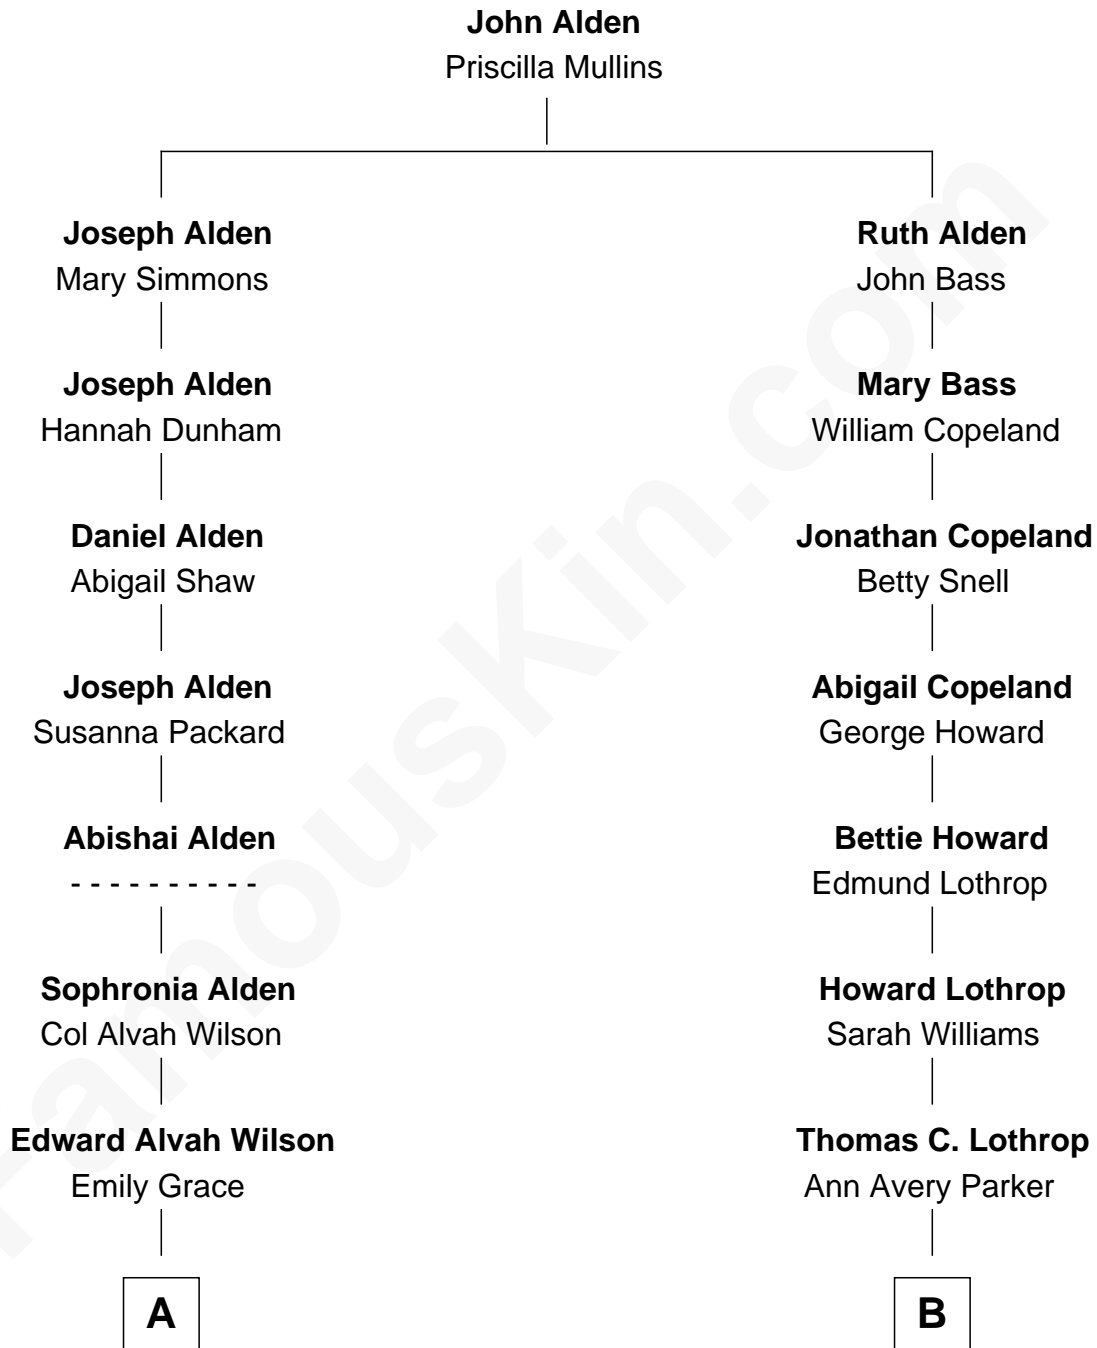 John Alden
Priscilla Mullins
Joseph Alden
Mary Simmons
Ruth Alden
John Bass
Joseph Alden
Hannah Dunham
Mary Bass
William Copeland
Daniel Alden
Abigail Shaw
Jonathan Copeland
Betty Snell
Joseph Alden
Susanna Packard
Abigail Copeland
George Howard
Abishai Alden
- - - - - - - - - -
Bettie Howard
Edmund Lothrop
Sophronia Alden
Col Alvah Wilson
Howard Lothrop
Sarah Williams
Edward Alvah Wilson
Emily Grace
Thomas C. Lothrop
Ann Avery Parker
A
B
FamousKin.com